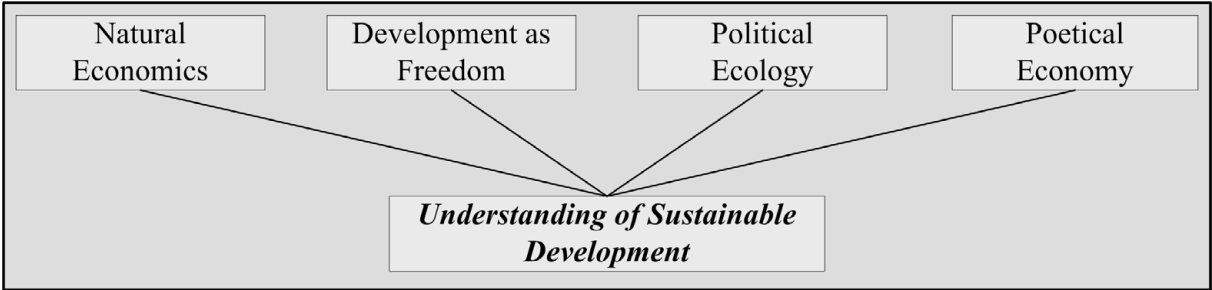 Natural
Economics
Development as
Freedom
Political
Ecology
Poetical
Economy
Understanding of Sustainable
Development